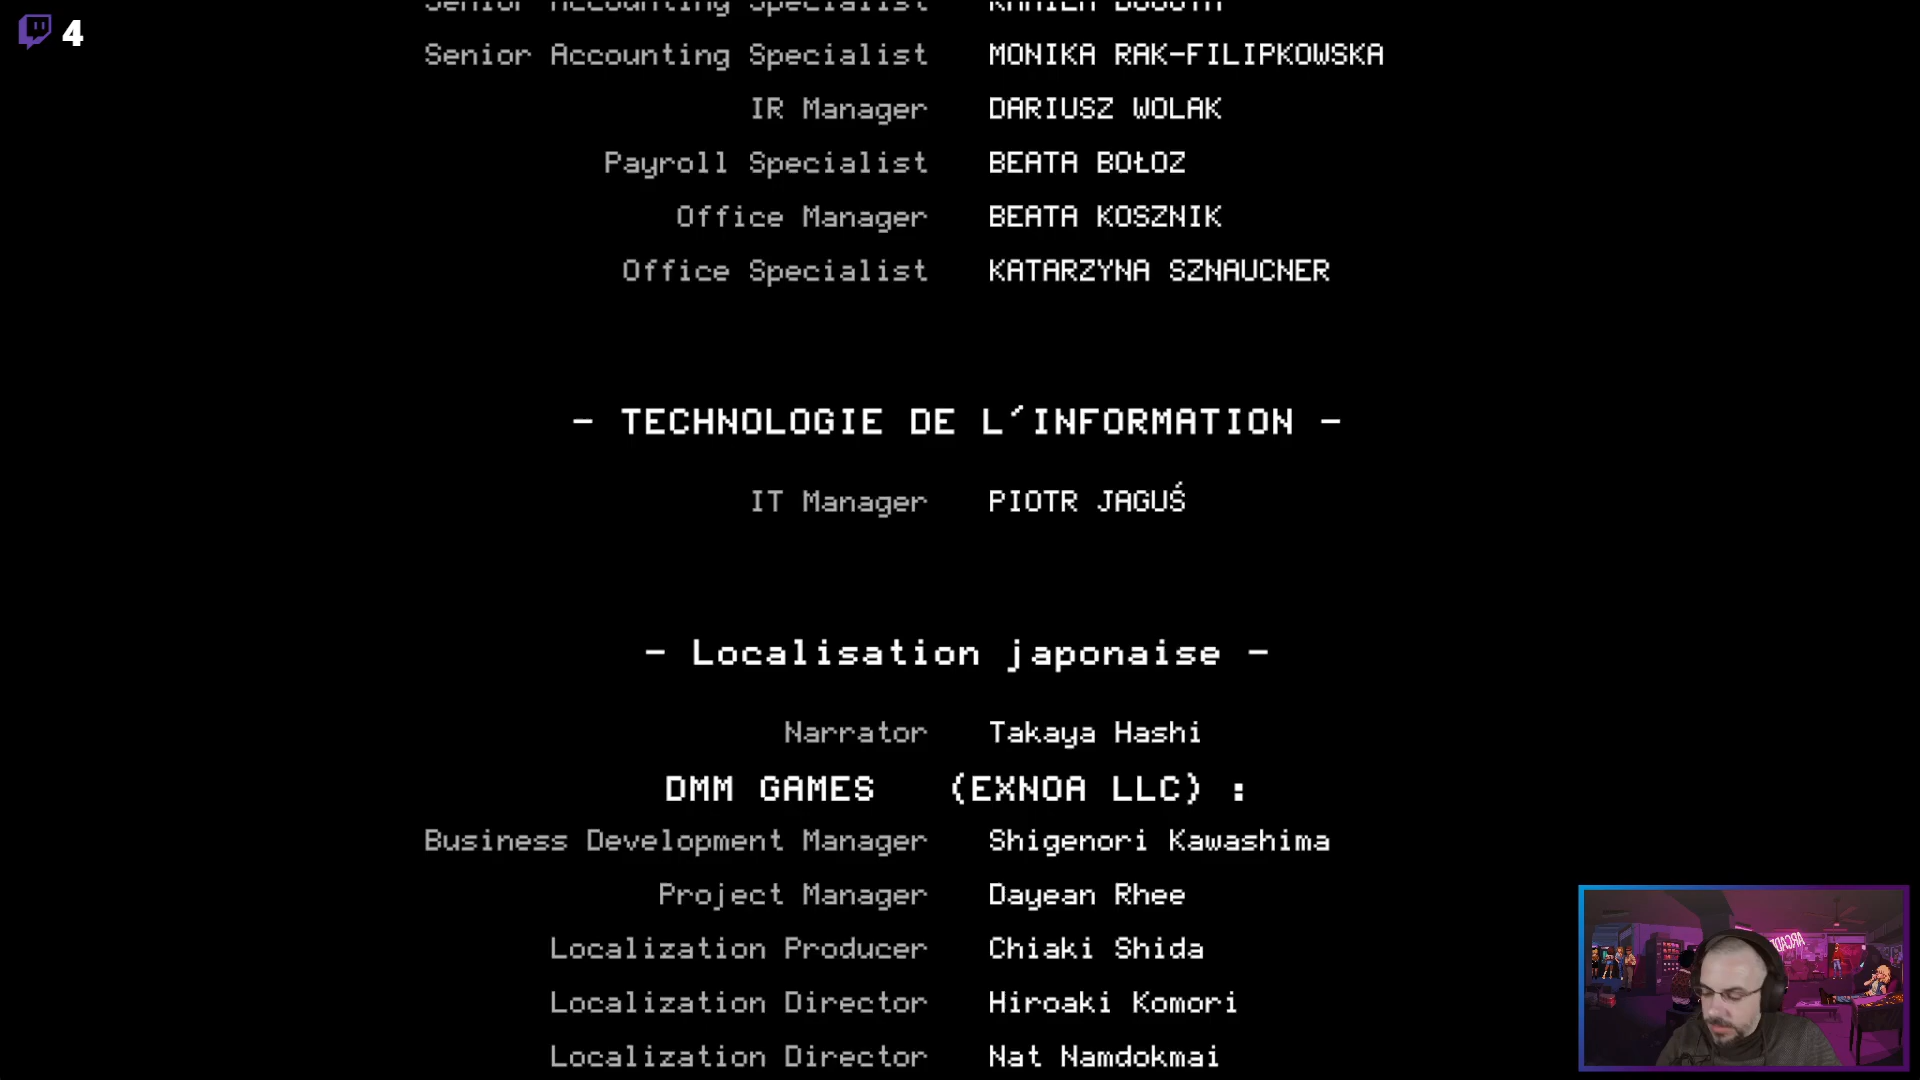 4
Senior Accounting Specialist
Senior Accounting Specialist MONIKA RAK-FILIPKOWSKA
IR Manager DARIUSZ WOLAK
Payroll Specialist BEATA BOŁOZ
Office Manager BEATA KOSZNIK
Office Specialist KATARZYNA SZNAUCNER
- TECHNOLOGIE DE L´INFORMATION -
IT Manager PIOTR JAGUŚ
- Localisation japonaise -
Narrator Takaya Hashi
DMM GAMES (EXNOA LLC) :
Business Development Manager Shigenori Kawashima
Project Manager Dayean Rhee
Localization Producer Chiaki Shida
Localization Director Hiroaki Komori
Localization Director Nat Namdokmai